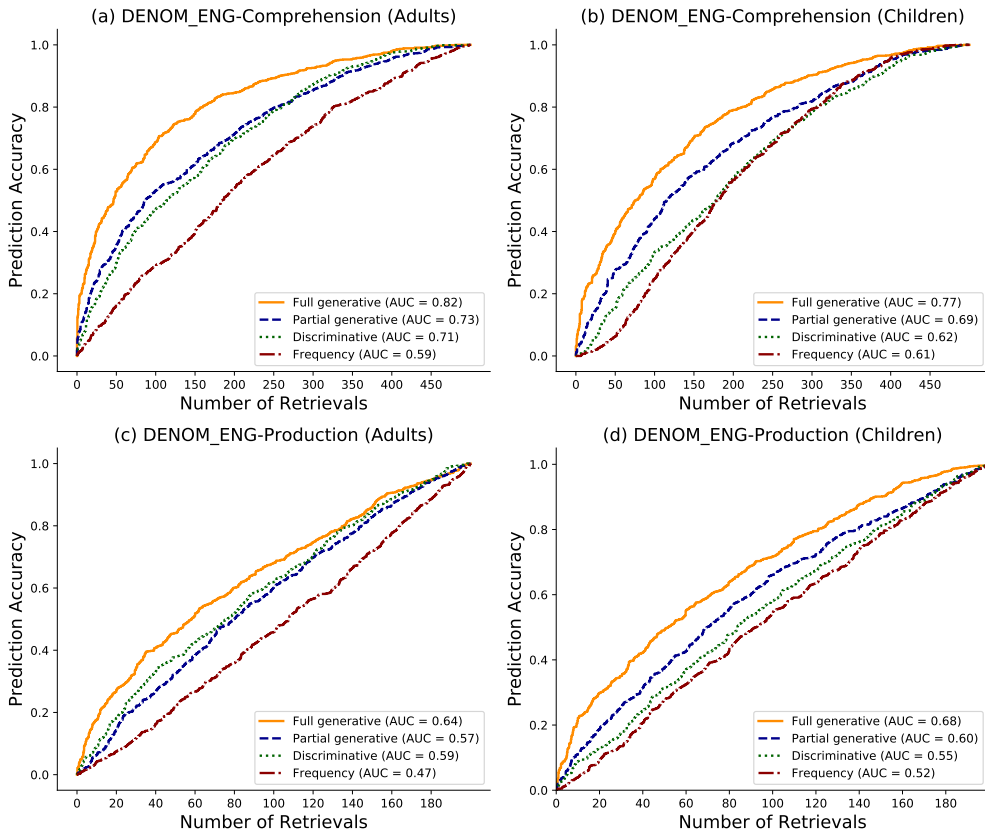 (a) DENOM_ENG-Comprehension (Adults)
Prediction Accuracy
1.0
0.8
0.6
0.4
0.2
0.0
Full generative (AUC = 0.82)
Partial generative (AUC = 0.73)
Discriminative (AUC = 0.71)
Frequency (AUC = 0.59)
0 50 100 150 200 250 300 350 400 450
Number of Retrievals
(b) DENOM_ENG-Comprehension (Children)
Prediction Accuracy
1.0
0.8
0.6
0.4
0.2
0.0
Full generative (AUC = 0.77)
Partial generative (AUC = 0.69)
Discriminative (AUC = 0.62)
Frequency (AUC = 0.61)
0 50 100 150 200 250 300 350 400 450
Number of Retrievals
(c) DENOM_ENG-Production (Adults)
Prediction Accuracy
1.0
0.8
0.6
0.4
0.2
0.0
Full generative (AUC = 0.64)
Partial generative (AUC = 0.57)
Discriminative (AUC = 0.59)
Frequency (AUC = 0.47)
0 20 40 60 80 100 120 140 160 180
Number of Retrievals
(d) DENOM_ENG-Production (Children)
Prediction Accuracy
1.0
0.8
0.6
0.4
0.2
0.0
Full generative (AUC = 0.68)
Partial generative (AUC = 0.60)
Discriminative (AUC = 0.55)
Frequency (AUC = 0.52)
0 20 40 60 80 100 120 140 160 180
Number of Retrievals